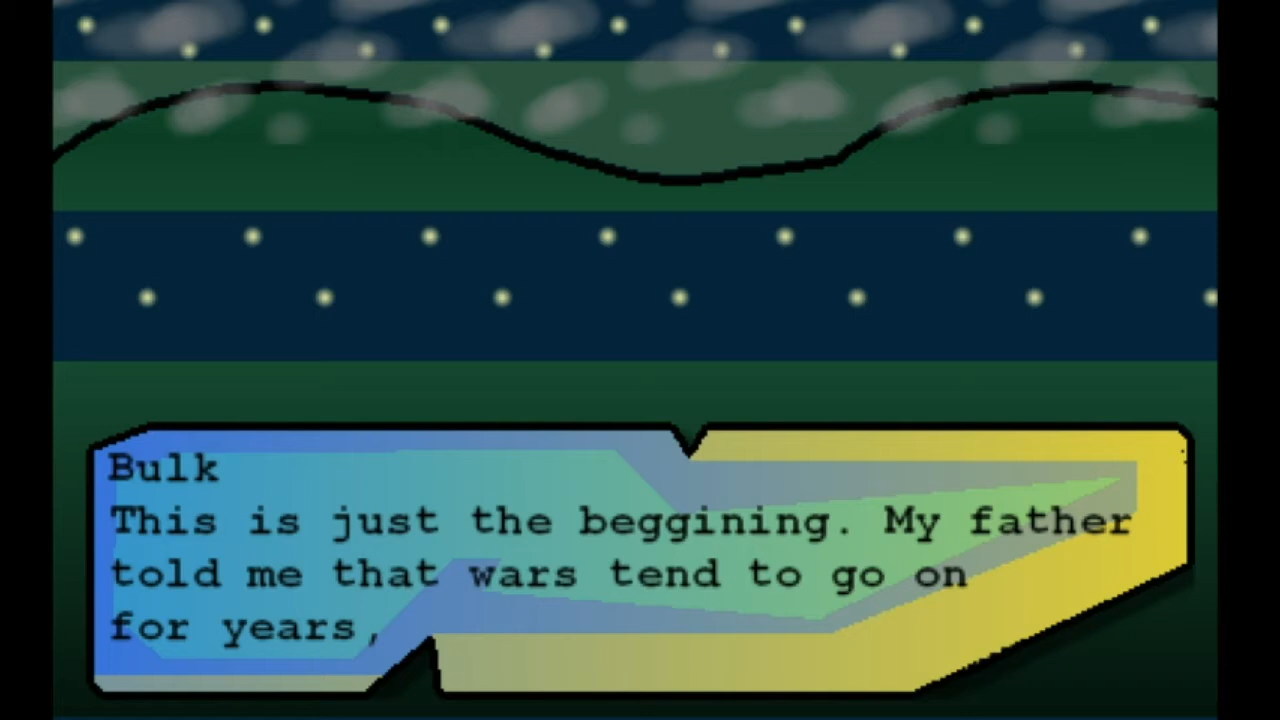 Bulk
This is just the beggining. My father
told me that wars tend to go on
for years,